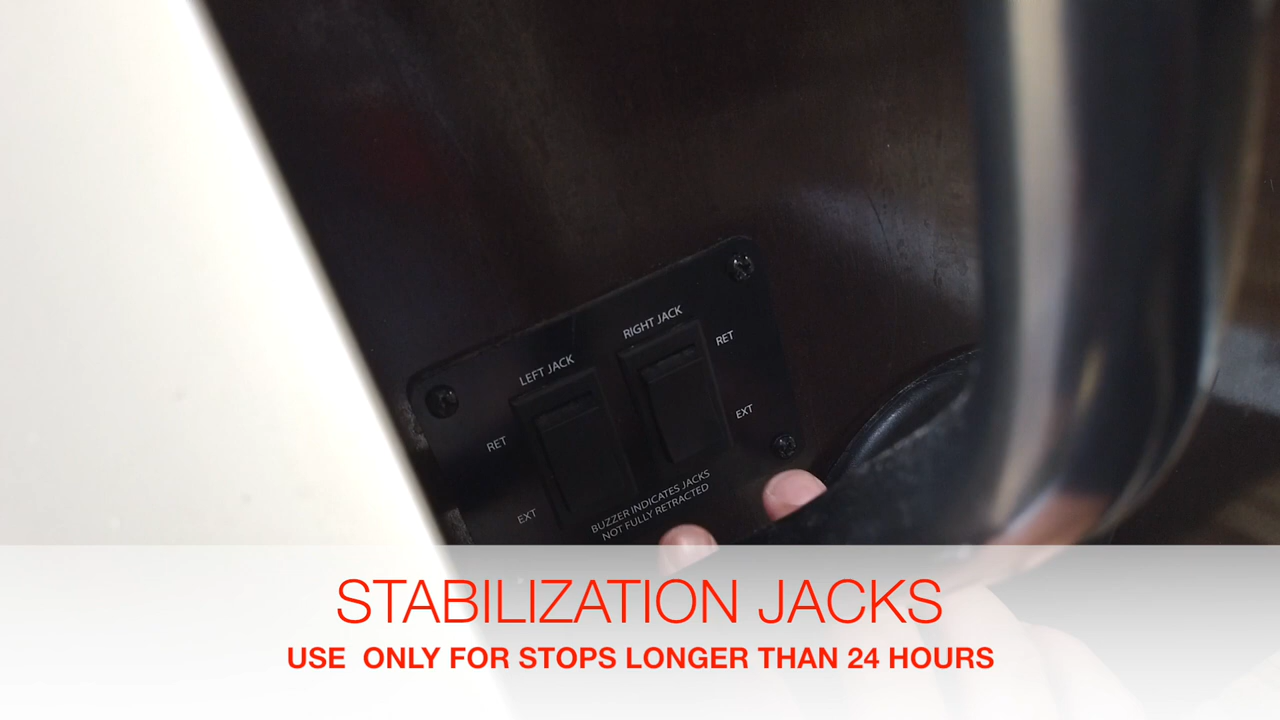 RIGHT JACK
RET
LEFT JACK
EXT
RET
EXT
BUZZER INDICATES JACKS
NOT FULLY RETRACTED
STABILIZATION JACKS
USE  ONLY FOR STOPS LONGER THAN 24 HOURS